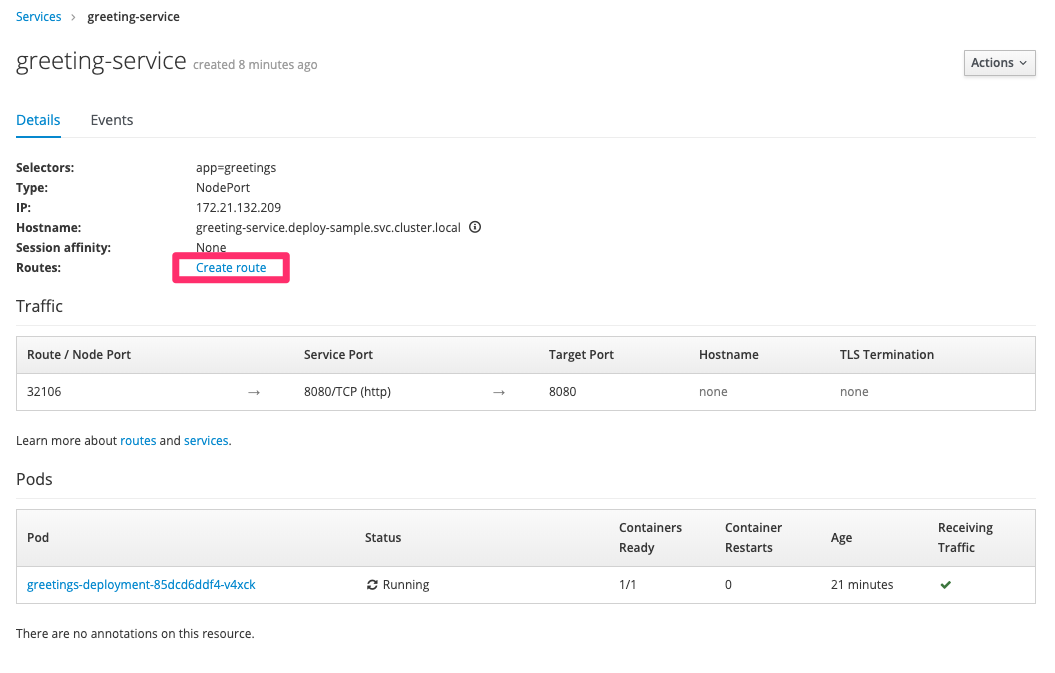 Services > greeting-service
greeting-service created 8 minutes ago
Actions
Details Events
Selectors: app=greetings
Type: NodePort
IP: 172.21.132.209
Hostname: greeting-service.deploy-sample.svc.cluster.local
Session affinity: None
Routes: Create route
Traffic
Route / Node Port Service Port Target Port Hostname TLS Termination
32106 → 8080/TCP (http) → 8080 none none
Learn more about routes and services.
Pods
Pod Status Containers Ready Container Restarts Age Receiving Traffic
greetings-deployment-85dcd6ddf4-v4xck Running 1/1 0 21 minutes
There are no annotations on this resource.